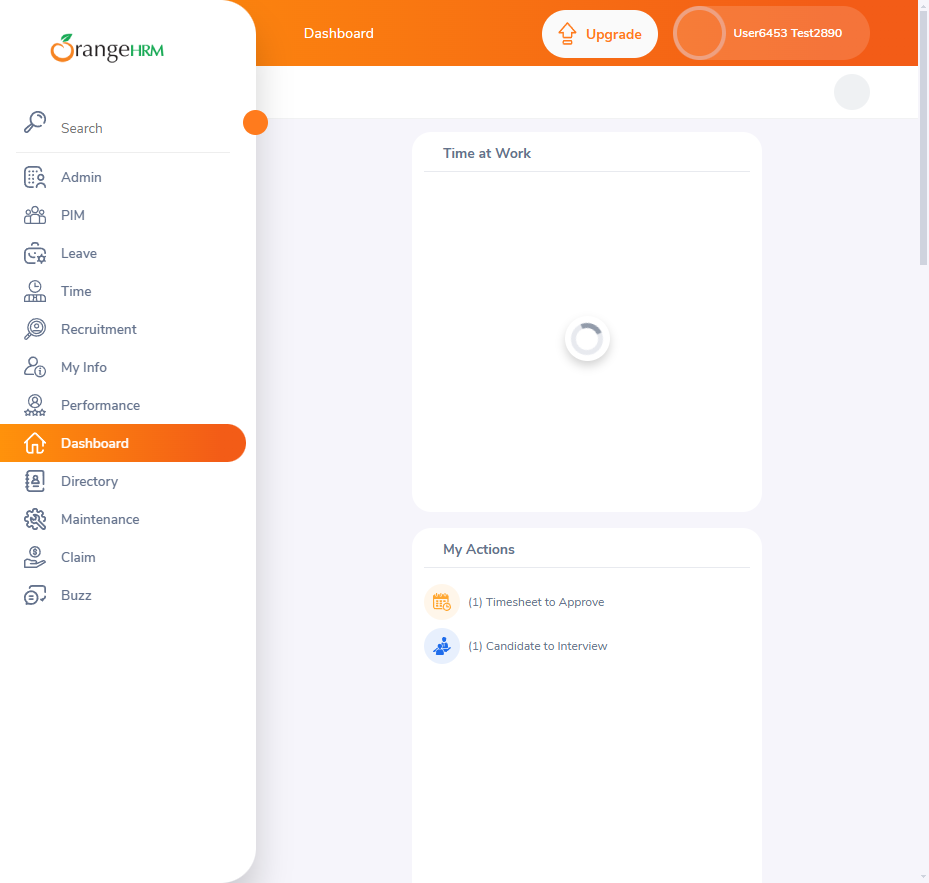 OrangeHRM
Dashboard
Upgrade
User6453 Test2890
Search
Admin
PIM
Leave
Time
Recruitment
My Info
Performance
Dashboard
Directory
Maintenance
Claim
Buzz
Time at Work
My Actions
(1) Timesheet to Approve
(1) Candidate to Interview